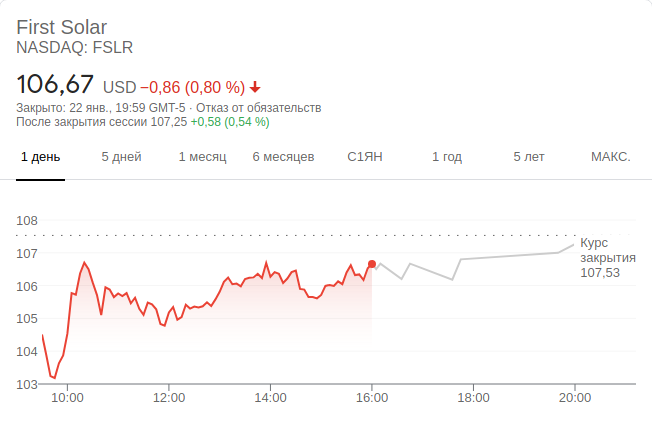 First Solar
NASDAQ: FSLR
106,67 USD −0,86 (0,80 %)
Закрыто: 22 янв., 19:59 GMT-5 · Отказ от обязательств
После закрытия сессии 107,25 +0,58 (0,54 %)
1 день 5 дней 1 месяц 6 месяцев С1ЯН 1 год 5 лет МАКС.
108
107
106
105
104
103
Курс
закрытия
107,53
10:00 12:00 14:00 16:00 18:00 20:00